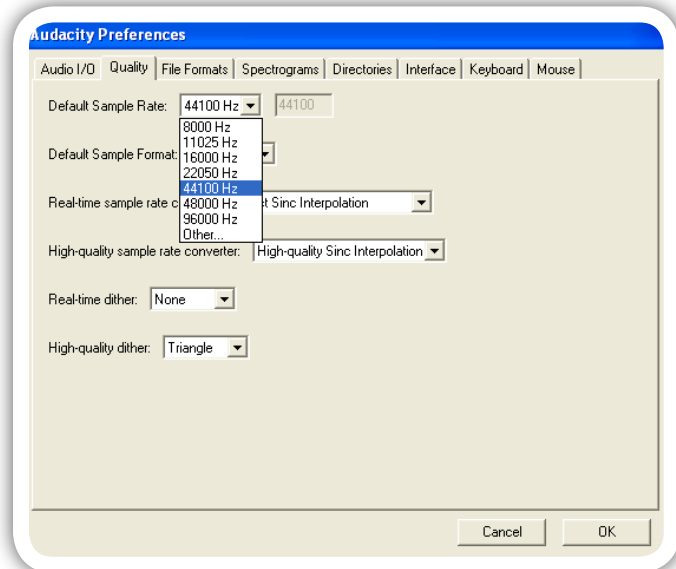 Audacity Preferences
Audio I/O Quality File Formats Spectrograms Directories Interface Keyboard Mouse
Default Sample Rate: 44100 Hz 44100
8000 Hz
11025 Hz
Default Sample Format: 16000 Hz
22050 Hz
44100 Hz
Real-time sample rate c 48000 Hz t Sinc Interpolation
96000 Hz
Other...
High-quality sample rate converter: High-quality Sinc Interpolation
Real-time dither: None
High-quality dither: Triangle
Cancel OK